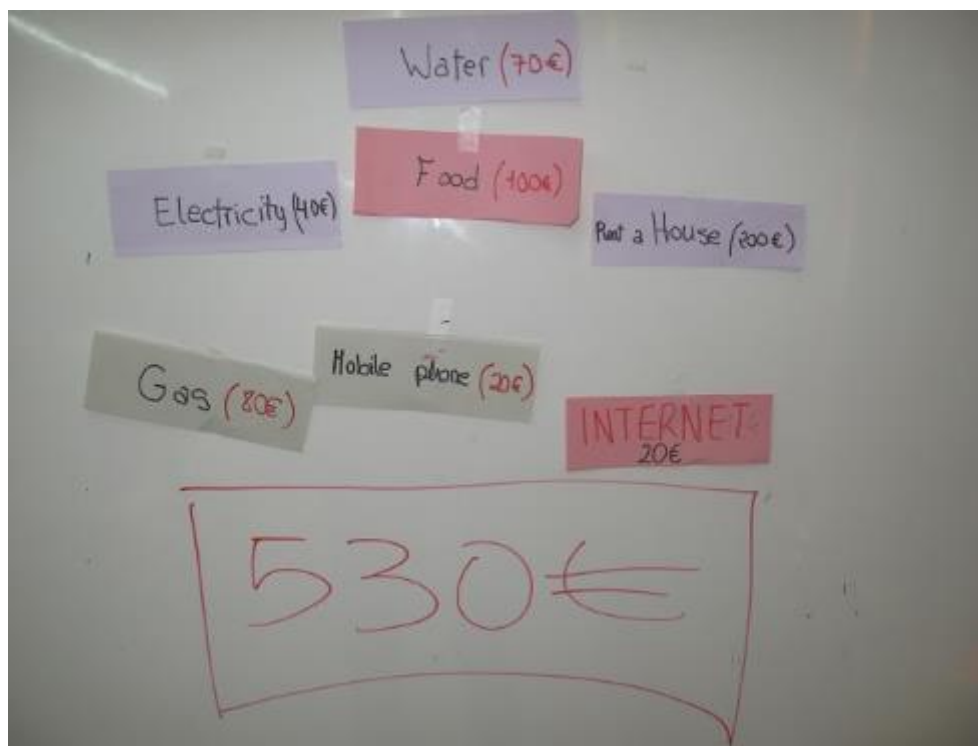 Water (70€)
Food (100€)
Electricity (40€)
Rent a House (200€)
Gas (80€)
Mobile phone (20€)
INTERNET
20€
530€